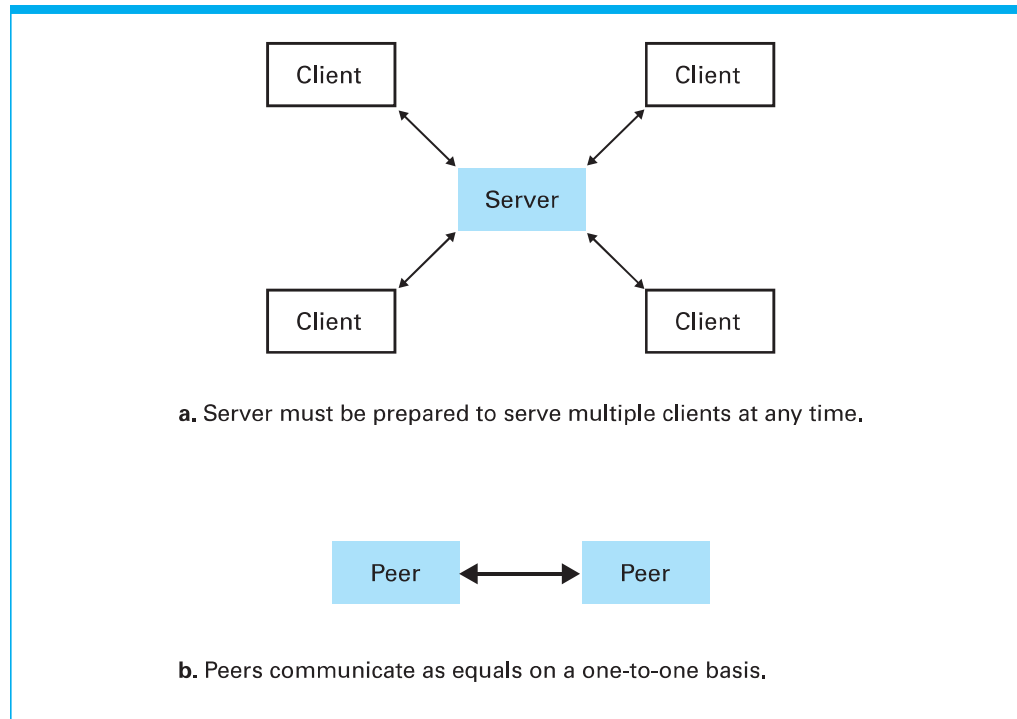 Client
Client
Server
Client
Client
a. Server must be prepared to serve multiple clients at any time.
Peer
Peer
b. Peers communicate as equals on a one-to-one basis.